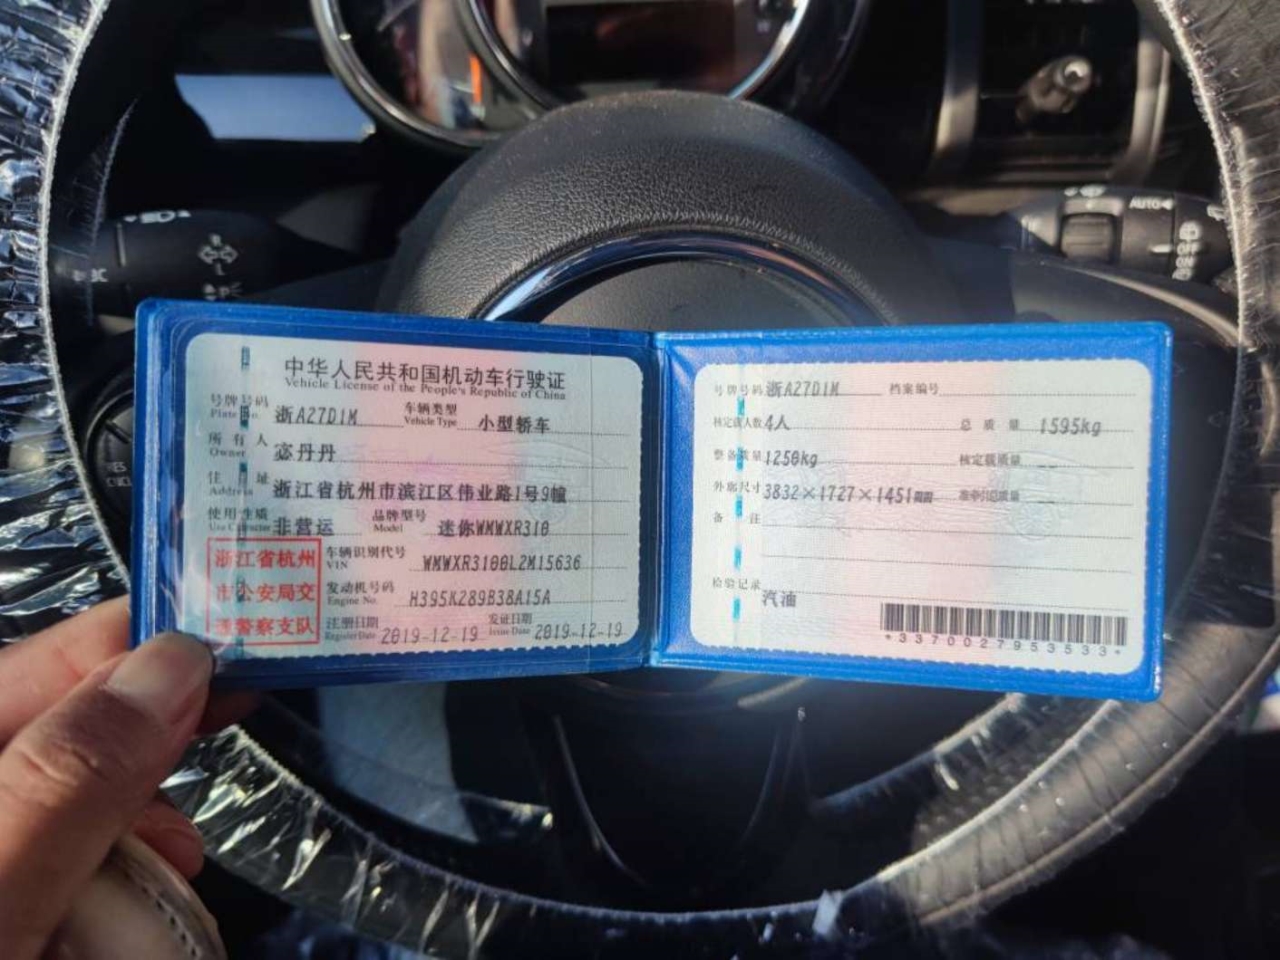 中华人民共和国机动车行驶证
Vehicle License of the People's Republic of China
号牌号码 浙A27D1M 车辆类型 小型轿车
Plate No. Vehicle Type
所有人 宓丹丹
Owner
住址 浙江省杭州市滨江区伟业路1号9幢
Address
使用性质 非营运 品牌型号 迷你WMWXR310
Use Character Model
浙江省杭州
市公安局交
通警察支队
车辆识别代号 WMWXR3100L2M15636
VIN
发动机号码 H395K289B38A15A
Engine No.
注册日期 2019-12-19 发证日期 2019-12-19
Register Date Issue Date
号牌号码 浙A27D1M 档案编号
核定载人数 4人 总质量 1595kg
整备质量 1250kg 核定载质量 --
外廓尺寸 3832×1727×1451mm 准牵引总质量
备注
检验记录
汽油
*3370027953533*
AUTO
R
L